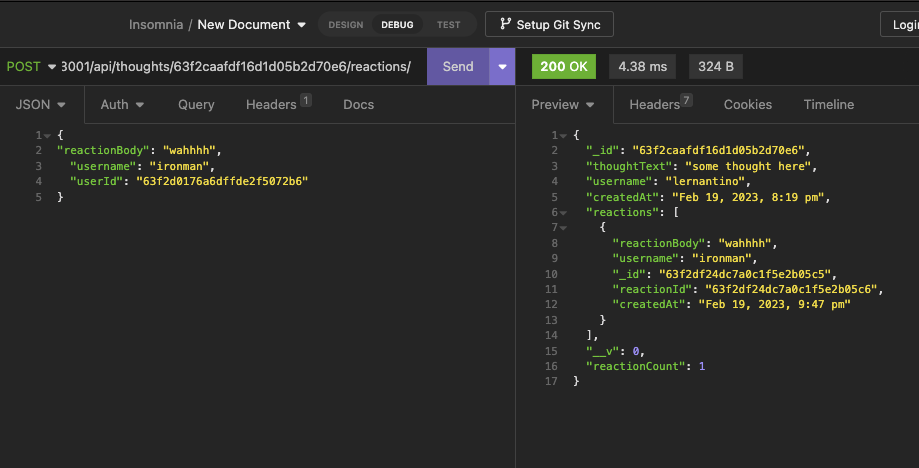 Insomnia / New Document
DESIGN DEBUG TEST
Setup Git Sync
Login
POST 3001/api/thoughts/63f2caafdf16d1d05b2d70e6/reactions/ Send
200 OK 4.38 ms 324 B
JSON Auth Query Headers 1 Docs
Preview Headers 7 Cookies Timeline
1 {
2 "reactionBody": "wahhhh",
3 "username": "ironman",
4 "userId": "63f2d0176a6dffde2f5072b6"
5 }
1 {
2 "_id": "63f2caafdf16d1d05b2d70e6",
3 "thoughtText": "some thought here",
4 "username": "lernantino",
5 "createdAt": "Feb 19, 2023, 8:19 pm",
6 "reactions": [
7 {
8 "reactionBody": "wahhhh",
9 "username": "ironman",
10 "_id": "63f2df24dc7a0c1f5e2b05c5",
11 "reactionId": "63f2df24dc7a0c1f5e2b05c6",
12 "createdAt": "Feb 19, 2023, 9:47 pm"
13 }
14 ],
15 "__v": 0,
16 "reactionCount": 1
17 }